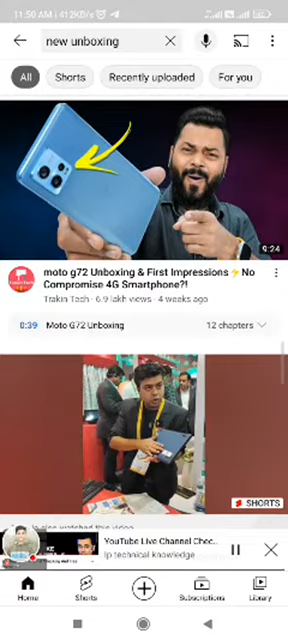 11:50 AM | 412KB/s
new unboxing
All
Shorts
Recently uploaded
For you
9:24
moto g72 Unboxing & First Impressions⚡No
Compromise 4G Smartphone?!
Trakin Tech · 6.9 lakh views · 4 weeks ago
0:39 Moto G72 Unboxing
12 chapters
SHORTS
YouTube Live Channel Chec...
lp technical knowledge
Home
Shorts
Subscriptions
Library